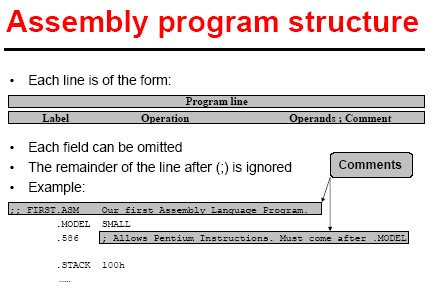 Assembly program structure
• Each line is of the form:
Program line
Label Operation Operands ; Comment
• Each field can be omitted
• The remainder of the line after (;) is ignored
Comments
• Example:
;; FIRST.ASM Our first Assembly Language Program.
.MODEL SMALL
.586 ; Allows Pentium Instructions. Must come after .MODEL
.STACK 100h